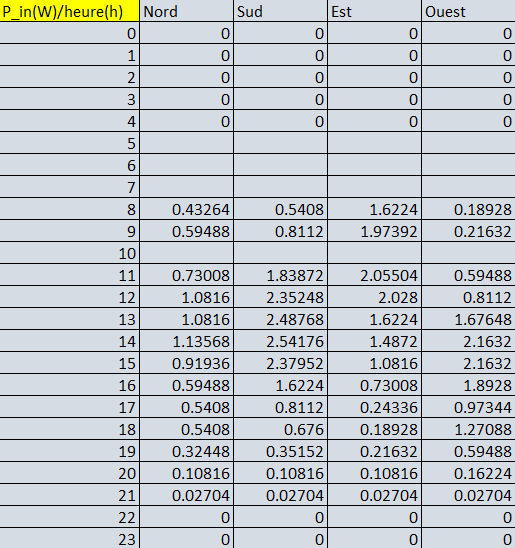 P_in(W)/heure(h) Nord Sud Est Ouest
0 0 0 0 0
1 0 0 0 0
2 0 0 0 0
3 0 0 0 0
4 0 0 0 0
5
6
7
8 0.43264 0.5408 1.6224 0.18928
9 0.59488 0.8112 1.97392 0.21632
10
11 0.73008 1.83872 2.05504 0.59488
12 1.0816 2.35248 2.028 0.8112
13 1.0816 2.48768 1.6224 1.67648
14 1.13568 2.54176 1.4872 2.1632
15 0.91936 2.37952 1.0816 2.1632
16 0.59488 1.6224 0.73008 1.8928
17 0.5408 0.8112 0.24336 0.97344
18 0.5408 0.676 0.18928 1.27088
19 0.32448 0.35152 0.21632 0.59488
20 0.10816 0.10816 0.10816 0.16224
21 0.02704 0.02704 0.02704 0.02704
22 0 0 0 0
23 0 0 0 0